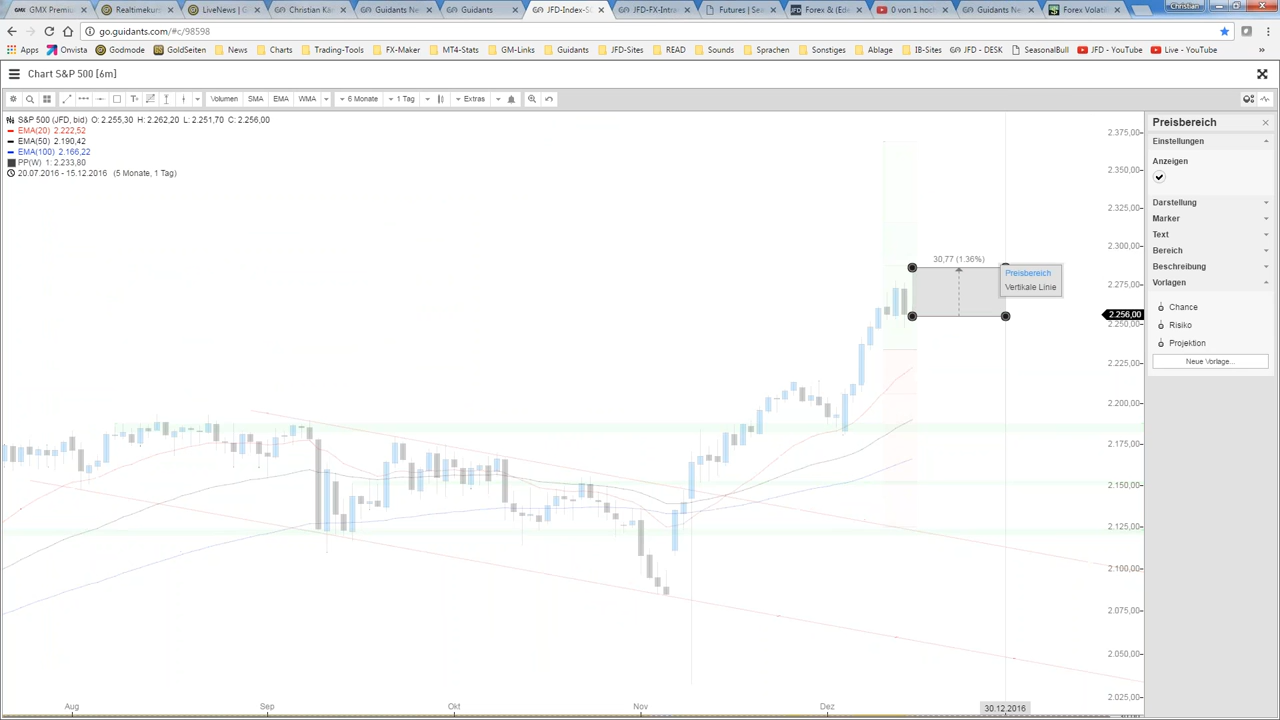 GMX Premiu
Realtimekurs
LiveNews | G
Christian Kä
Guidants Ne
Guidants
JFD-Index-S
JFD-FX-Intra
Futures | S&
Forex & (Ede
0 von 1 hoch
Guidants Ne
Forex Volatil
Christian
go.guidants.com/#c/98598
Apps
Onvista
Godmode
GoldSeiten
News
Charts
Trading-Tools
FX-Maker
MT4-Stats
GM-Links
Guidants
JFD-Sites
READ
Sounds
Sprachen
Sonstiges
Ablage
IB-Sites
JFD - DESK
SeasonalBull
JFD - YouTube
Live - YouTube
Chart S&P 500 [6m]
Volumen
SMA
EMA
WMA
6 Monate
1 Tag
Extras
S&P 500 (JFD, bid) O: 2.255,30 H: 2.262,20 L: 2.251,70 C: 2.256,00
EMA(20) 2.222,52
EMA(50) 2.190,42
EMA(100) 2.166,22
PP(W) 1: 2.233,80
20.07.2016 - 15.12.2016 (5 Monate, 1 Tag)
30,77 (1.36%)
Preisbereich
Vertikale Linie
2.375,00
2.350,00
2.325,00
2.300,00
2.275,00
2.256,00
2.250,00
2.225,00
2.200,00
2.175,00
2.150,00
2.125,00
2.100,00
2.075,00
2.050,00
2.025,00
Aug
Sep
Okt
Nov
Dez
30.12.2016
Preisbereich
Einstellungen
Anzeigen
Darstellung
Marker
Text
Bereich
Beschreibung
Vorlagen
Chance
Risiko
Projektion
Neue Vorlage...